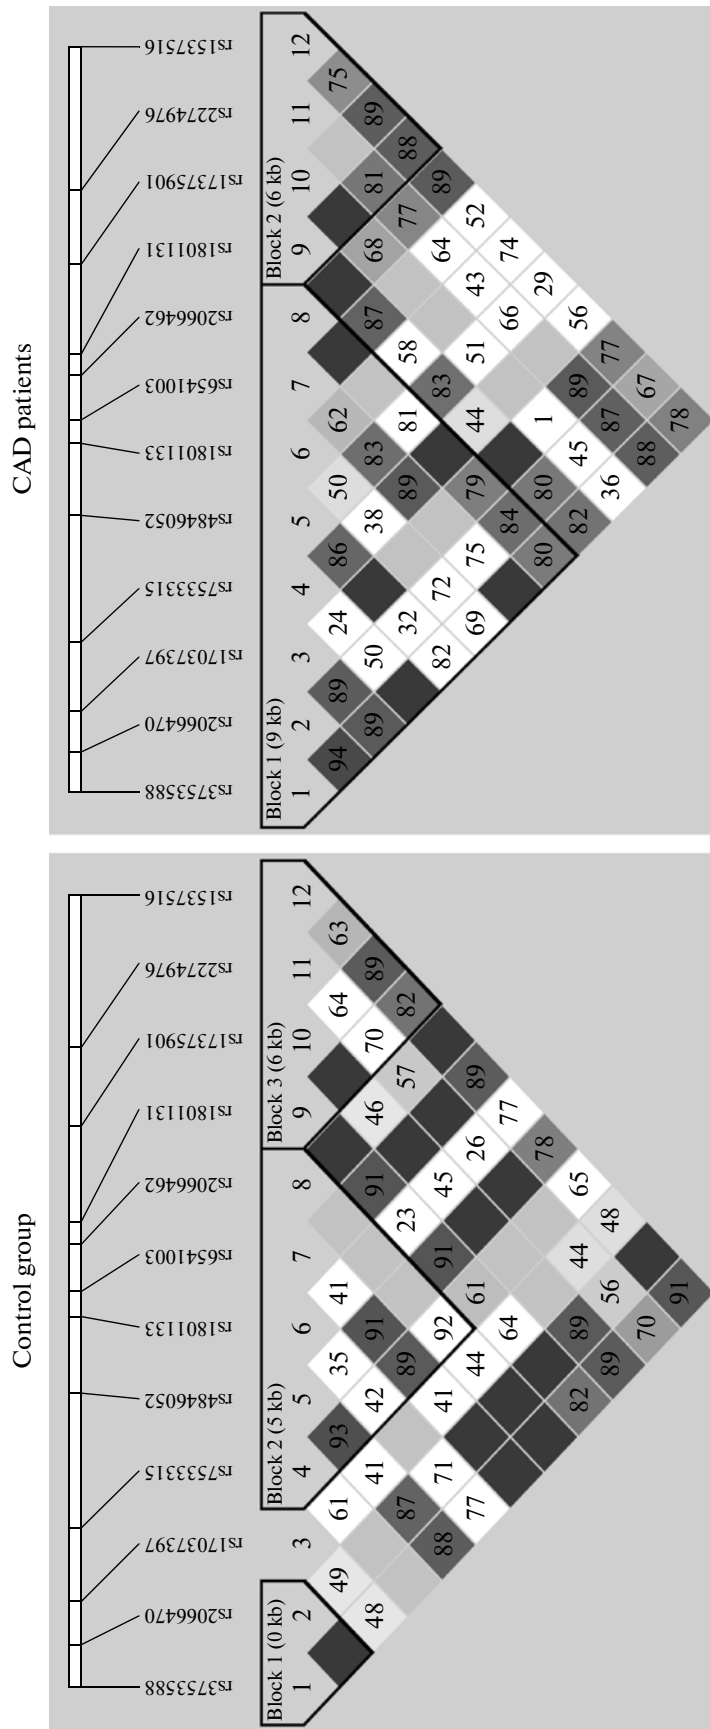 Control group
rs3753588 rs2066470 rs17037397 rs7533315 rs4846052 rs1801133 rs6541003 rs2066462 rs1801131 rs17375901 rs2274976 rs1537516
Block 1 (0 kb) Block 2 (5 kb) Block 3 (6 kb)
1 2 3 4 5 6 7 8 9 10 11 12
49 61 93 35 41 64 63
48 41 42 91 91 46 70 89
87 89 23 57 82
88 71 41 92 91 45
77 44 61 26 89
64 77
78
82 89 44 65
89 56 48
70
91
CAD patients
rs3753588 rs2066470 rs17037397 rs7533315 rs4846052 rs1801133 rs6541003 rs2066462 rs1801131 rs17375901 rs2274976 rs1537516
Block 1 (9 kb) Block 2 (6 kb)
1 2 3 4 5 6 7 8 9 10 11 12
94 89 24 86 50 62 75
89 50 38 83 87 68 81 89
32 89 81 58 77 88
82 72 83 64 89
69 75 79 44 51 43 52
84 66 74
80 80 1 29
82 45 89 56
36 87 77
88 67
78